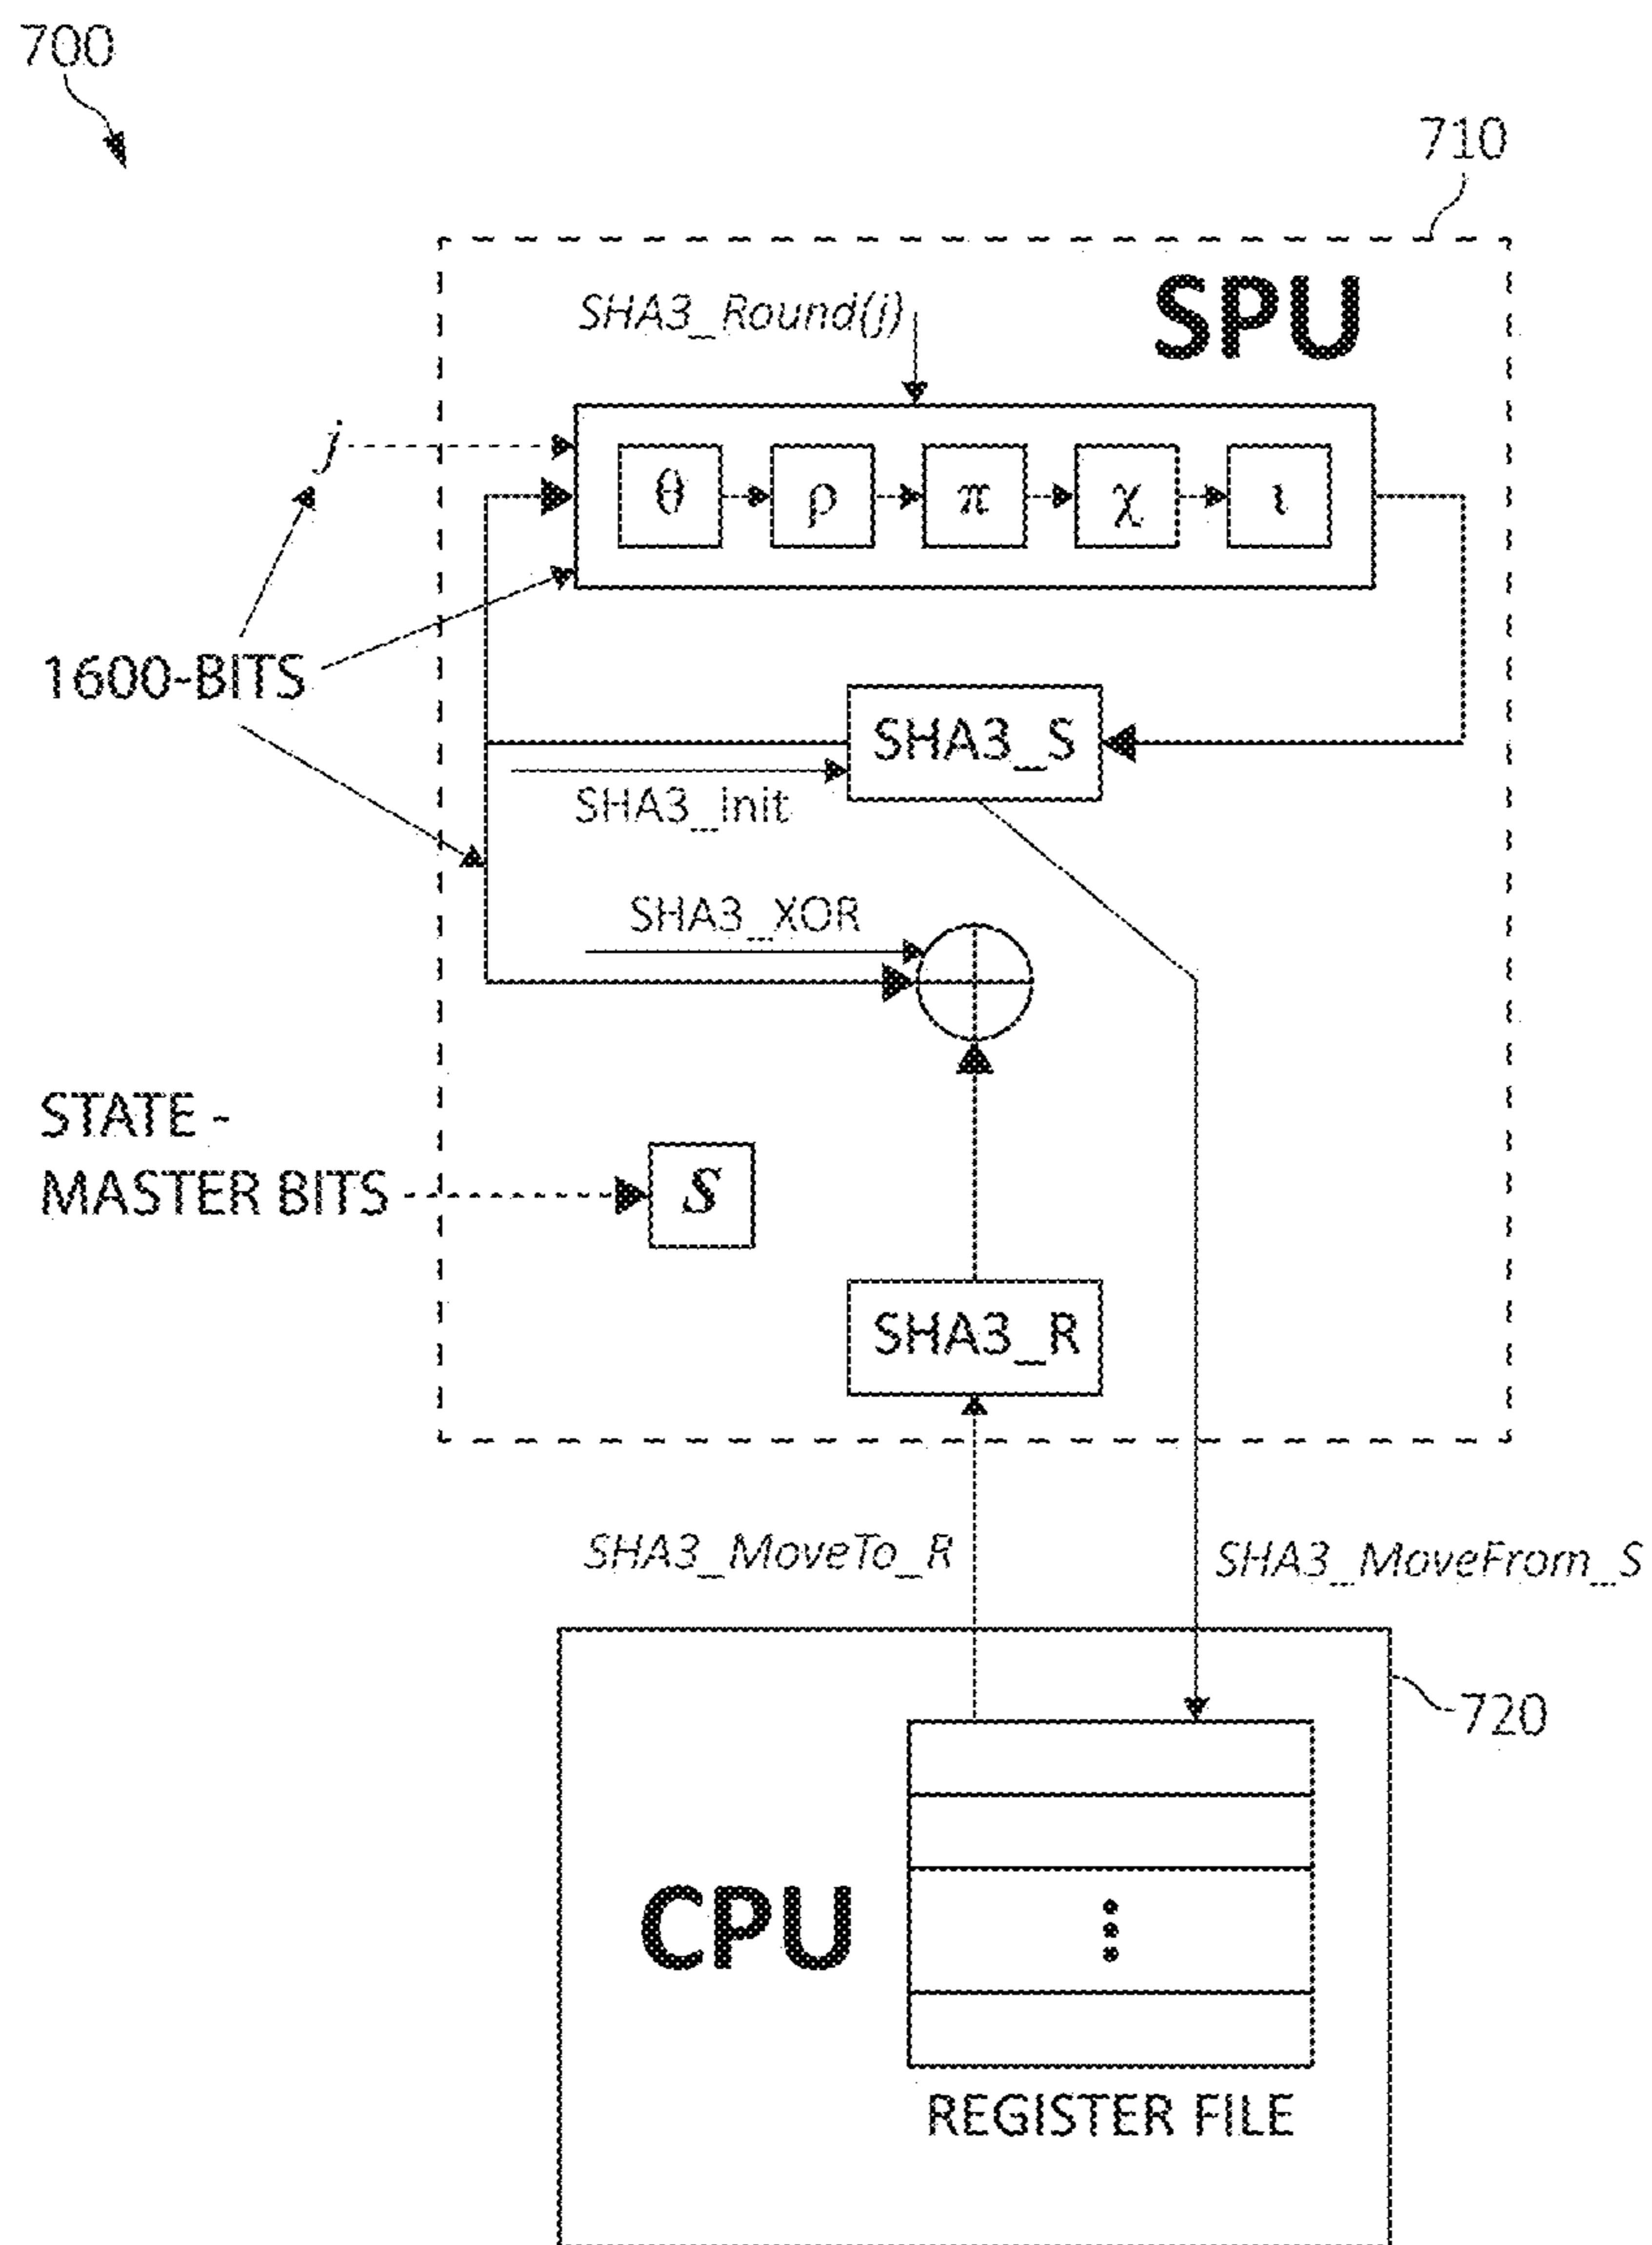 700
710
SPU
SHA3_Round(j)
j
θ
ρ
π
χ
ι
1600-BITS
SHA3_S
SHA3_init
SHA3_XOR
STATE -
MASTER BITS
S
SHA3_R
SHA3_MoveTo_R
SHA3_MoveFrom_S
720
CPU
REGISTER FILE